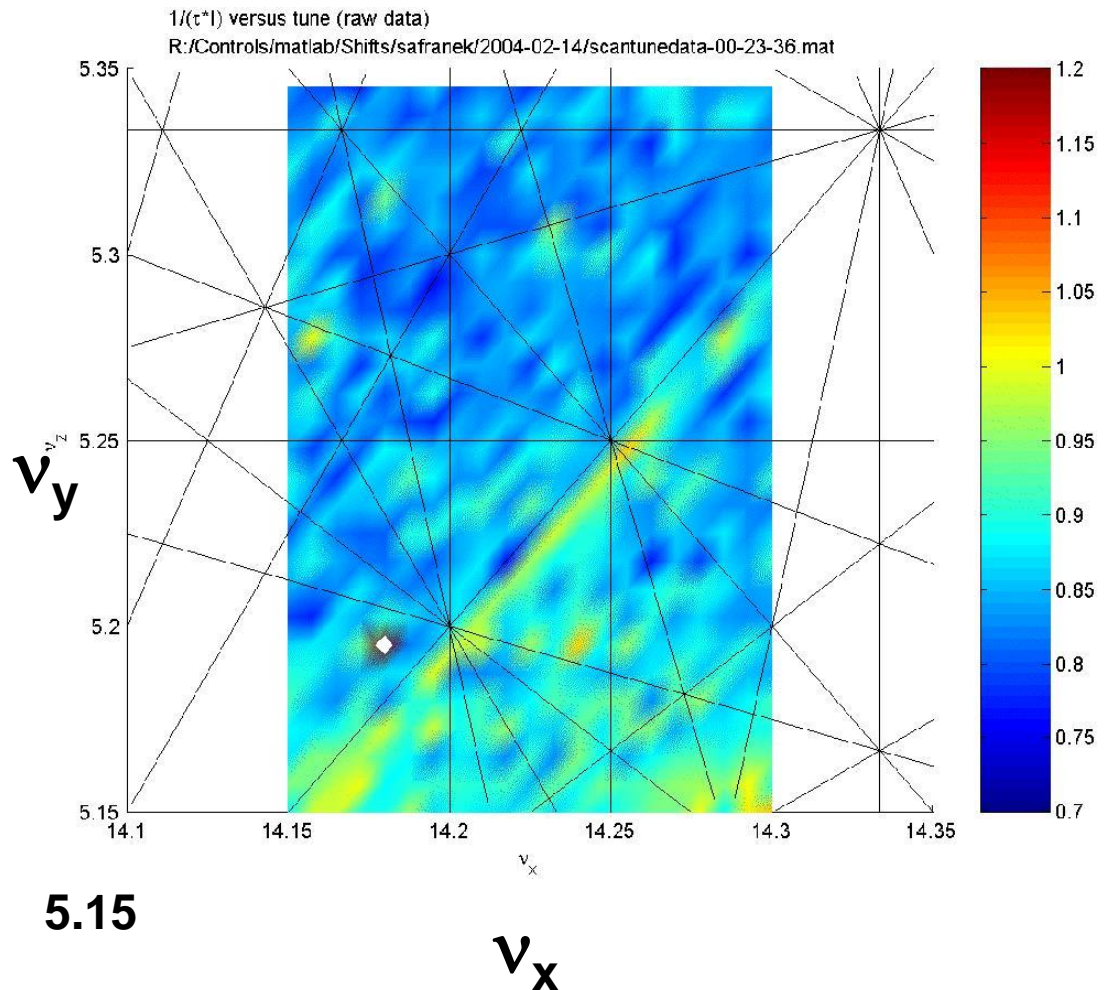 1/(τ*I) versus tune (raw data)
R:/Controls/matlab/Shifts/safranek/2004-02-14/scantunedata-00-23-36.mat
5.35
5.3
5.25
5.2
5.15
ν_z
ν_y
14.1 14.15 14.2 14.25 14.3 14.35
ν_x
1.2
1.15
1.1
1.05
1
0.95
0.9
0.85
0.8
0.75
0.7
5.15
ν_x